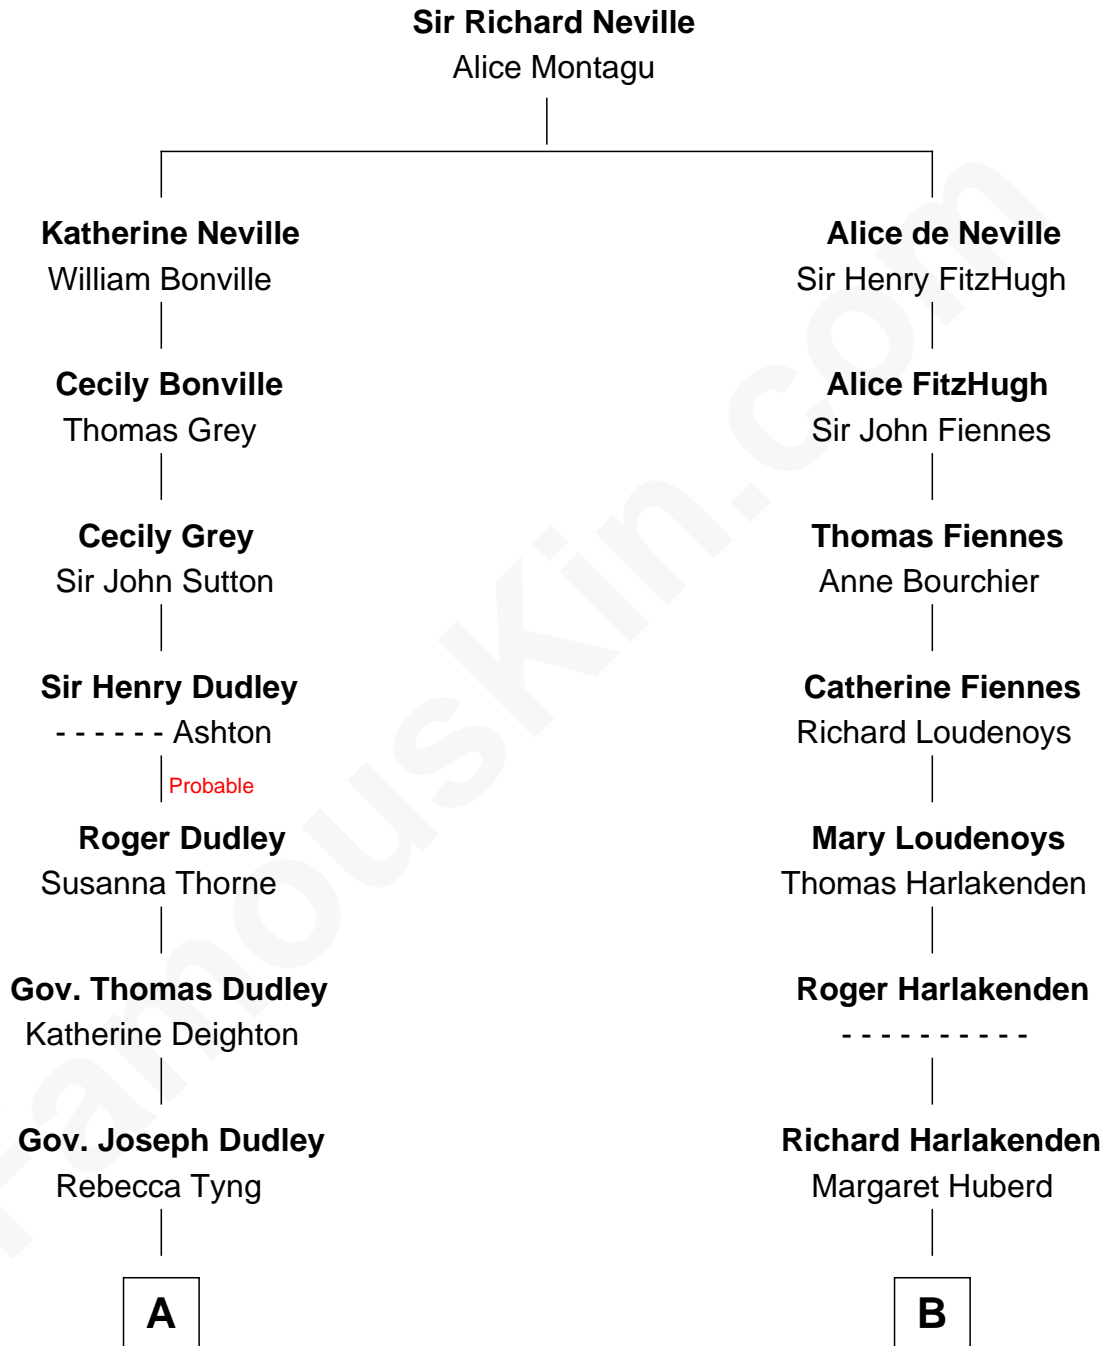 Sir Richard Neville
Alice Montagu
Katherine Neville
William Bonville
Alice de Neville
Sir Henry FitzHugh
Cecily Bonville
Thomas Grey
Alice FitzHugh
Sir John Fiennes
Cecily Grey
Sir John Sutton
Thomas Fiennes
Anne Bourchier
Sir Henry Dudley
- - - - - - Ashton
Catherine Fiennes
Richard Loudenoys
Probable
Roger Dudley
Susanna Thorne
Mary Loudenoys
Thomas Harlakenden
Gov. Thomas Dudley
Katherine Deighton
Roger Harlakenden
- - - - - - - - - -
Gov. Joseph Dudley
Rebecca Tyng
Richard Harlakenden
Margaret Huberd
A
B
FamousKin.com